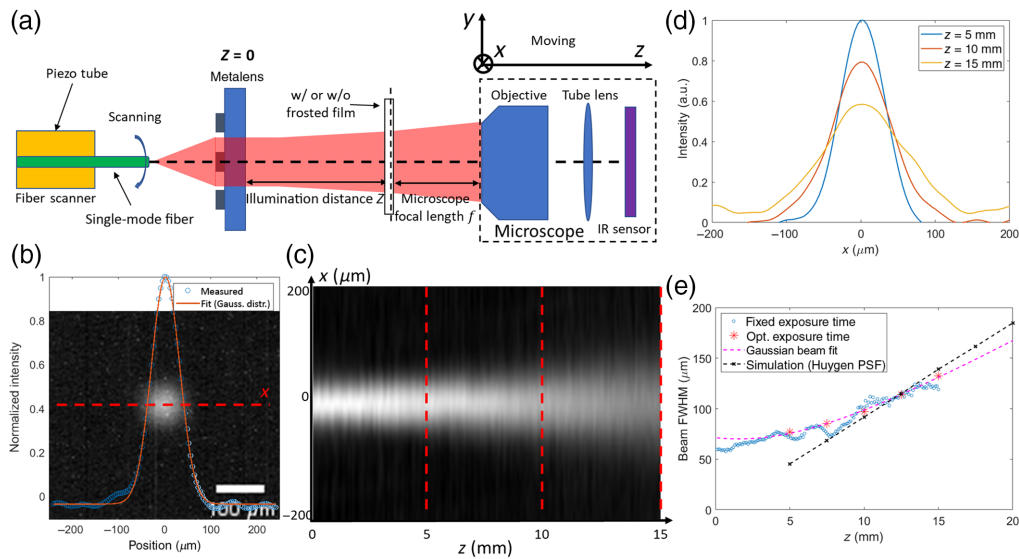 (a)
Z = 0
Metalens
Piezo tube
Scanning
w/ or w/o
frosted film
Fiber scanner
Single-mode fiber
Illumination distance Z
Microscope
focal length f
y
x
z
Moving
Objective
Tube lens
Microscope
IR sensor
(b)
Normalized intensity
1
0.8
0.6
0.4
0.2
0
Measured
Fit (Gauss. distr.)
x
100 μm
−200 −100 0 100 200
Position (μm)
(c)
x (μm)
200
0
−200
0 5 10 15
z (mm)
(d)
Intensity (a.u.)
1
0.8
0.6
0.4
0.2
0
z = 5 mm
z = 10 mm
z = 15 mm
−200 −100 0 100 200
x (μm)
(e)
Beam FWHM (μm)
200
150
100
50
0
Fixed exposure time
Opt. exposure time
Gaussian beam fit
Simulation (Huygen PSF)
0 5 10 15 20
z (mm)